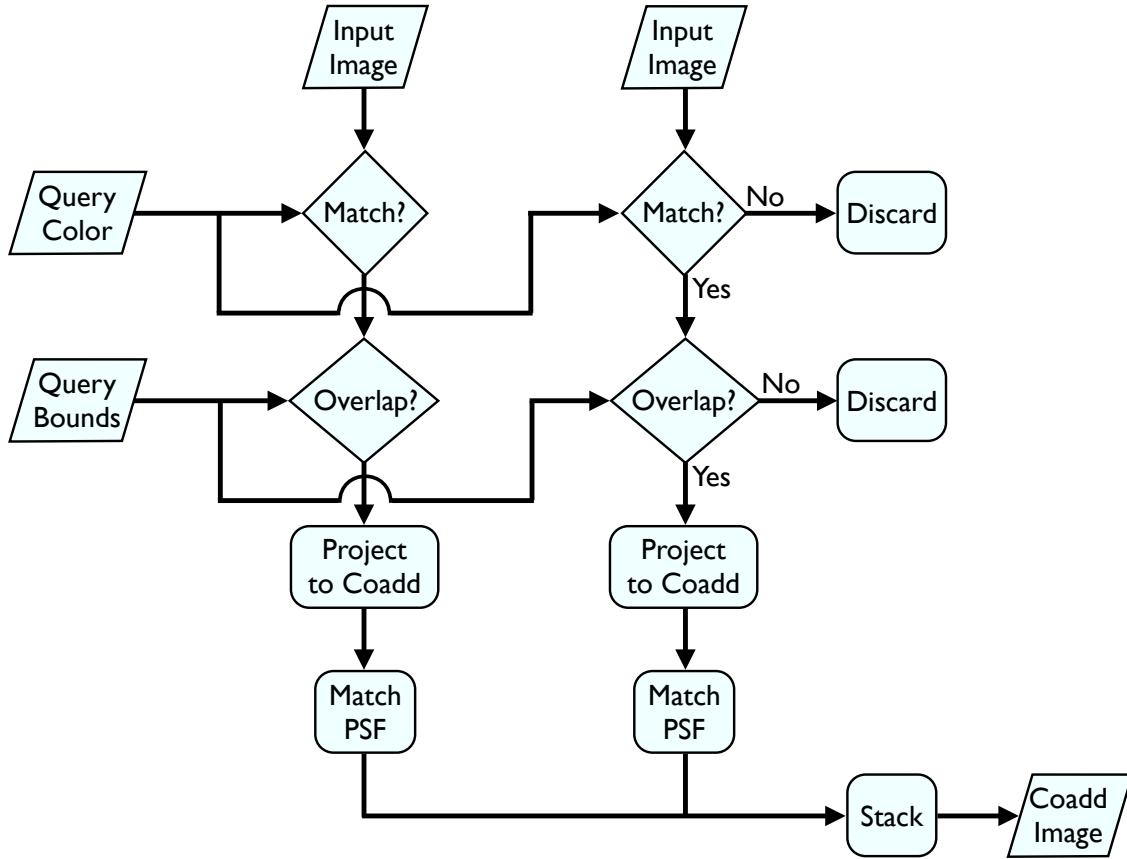 Input
Image
Input
Image
Query
Color
Match?
Match?
No
Discard
Yes
Query
Bounds
Overlap?
Overlap?
No
Discard
Yes
Project
to Coadd
Project
to Coadd
Match
PSF
Match
PSF
Stack
Coadd
Image